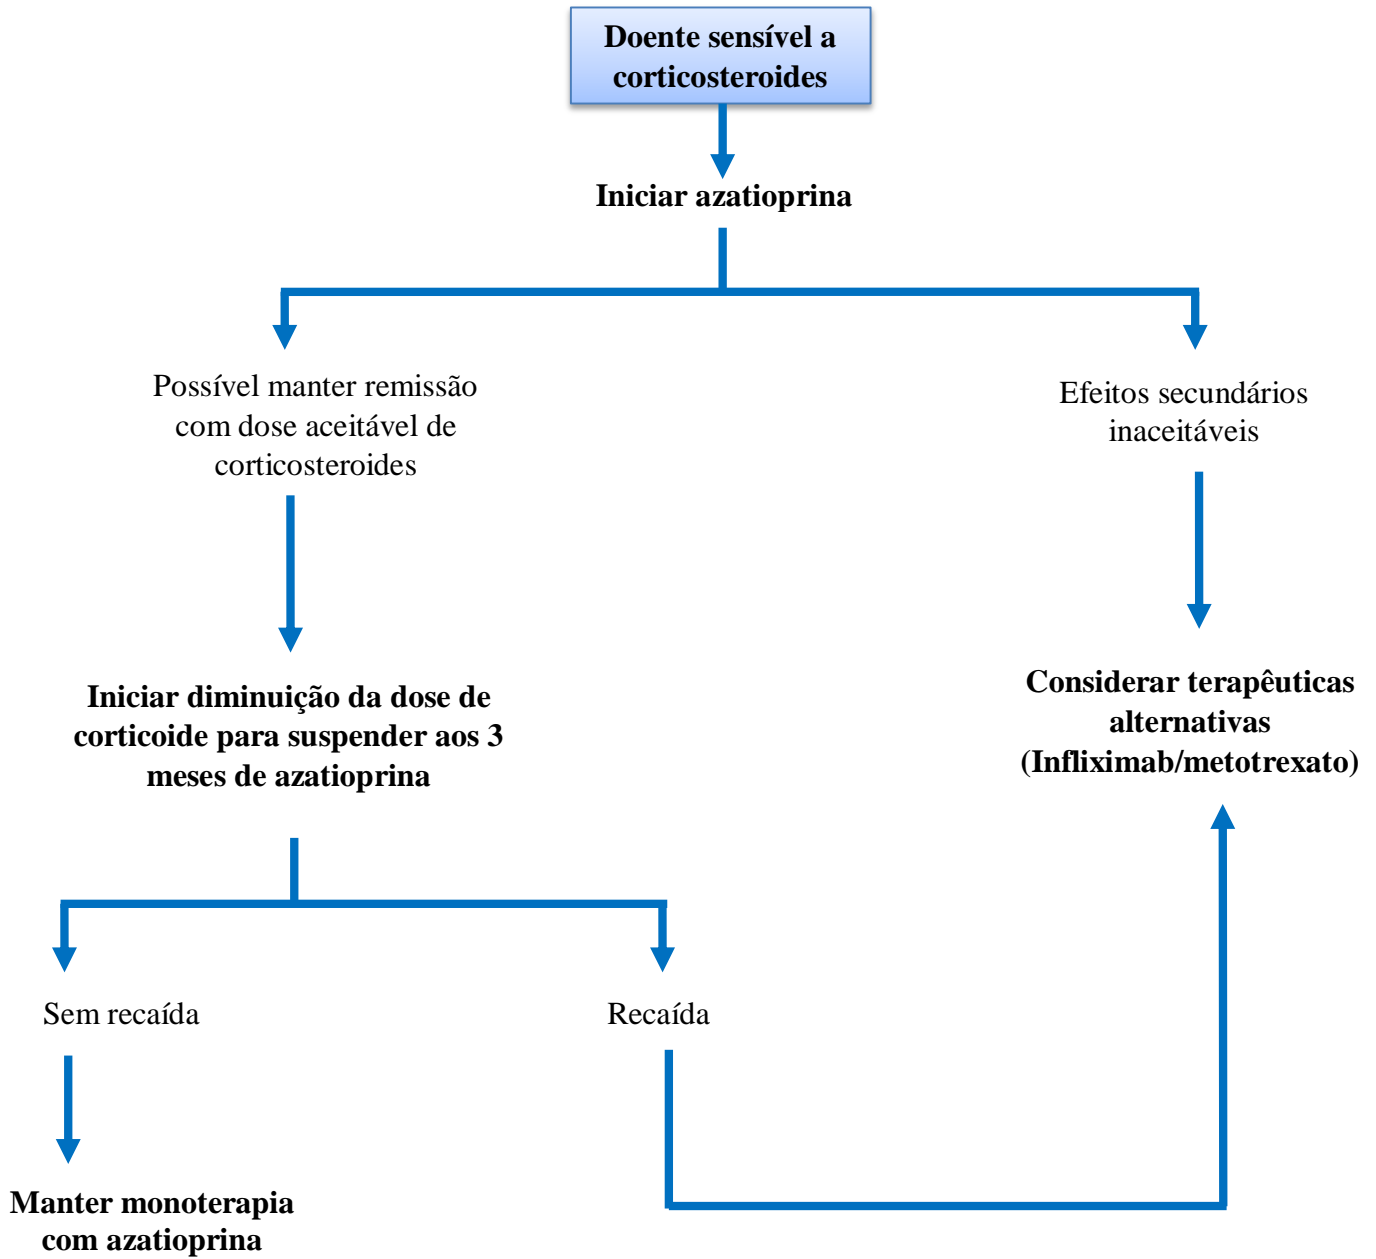 Doente sensível a
corticosteroides
Iniciar azatioprina
Possível manter remissão
com dose aceitável de
corticosteroides
Efeitos secundários
inaceitáveis
Iniciar diminuição da dose de
corticoide para suspender aos 3
meses de azatioprina
Considerar terapêuticas
alternativas
(Infliximab/metotrexato)
Sem recaída
Recaída
Manter monoterapia
com azatioprina